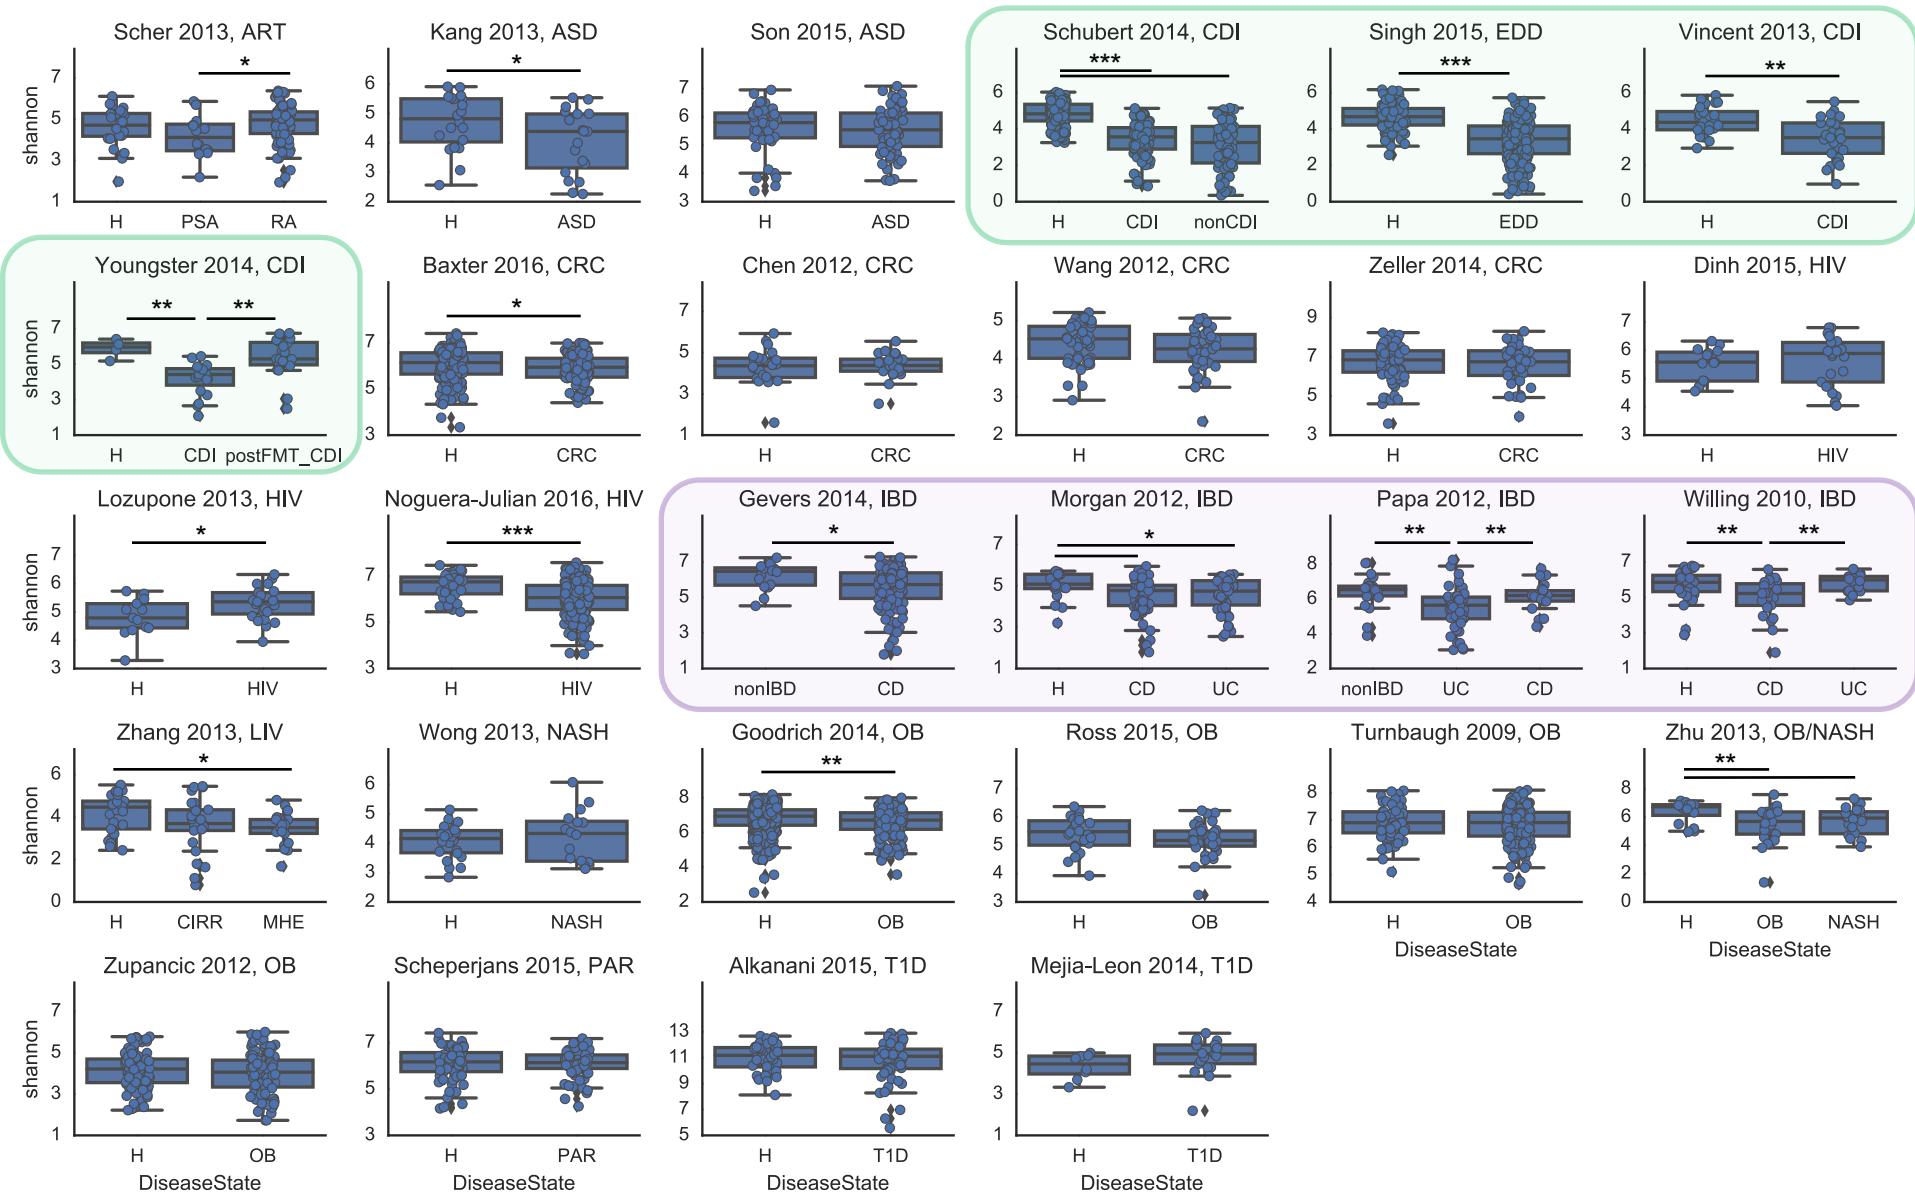 Scher 2013, ART
Kang 2013, ASD
Son 2015, ASD
Schubert 2014, CDI
Singh 2015, EDD
Vincent 2013, CDI
shannon
7
5
3
1
*
H PSA RA
6
5
4
3
2
*
H ASD
7
6
5
4
3
H ASD
6
4
2
0
***
H CDI nonCDI
6
4
2
0
***
H EDD
6
4
2
0
**
H CDI
Youngster 2014, CDI
Baxter 2016, CRC
Chen 2012, CRC
Wang 2012, CRC
Zeller 2014, CRC
Dinh 2015, HIV
shannon
7
5
3
1
** **
H CDI postFMT_CDI
7
5
3
*
H CRC
7
5
3
1
H CRC
5
4
3
2
H CRC
9
7
5
3
H CRC
7
6
5
4
3
H HIV
Lozupone 2013, HIV
Noguera-Julian 2016, HIV
Gevers 2014, IBD
Morgan 2012, IBD
Papa 2012, IBD
Willing 2010, IBD
shannon
7
6
5
4
3
*
H HIV
7
5
3
***
H HIV
7
5
3
1
*
nonIBD CD
7
5
3
1
*
H CD UC
8
6
4
2
** **
nonIBD UC CD
7
5
3
1
** **
H CD UC
Zhang 2013, LIV
Wong 2013, NASH
Goodrich 2014, OB
Ross 2015, OB
Turnbaugh 2009, OB
Zhu 2013, OB/NASH
shannon
6
4
2
0
*
H CIRR MHE
6
5
4
3
2
H NASH
8
6
4
2
**
H OB
7
6
5
4
3
H OB
8
7
6
5
4
H OB
DiseaseState
8
6
4
2
0
**
H OB NASH
DiseaseState
Zupancic 2012, OB
Scheperjans 2015, PAR
Alkanani 2015, T1D
Mejia-Leon 2014, T1D
shannon
7
5
3
1
H OB
DiseaseState
7
5
3
H PAR
DiseaseState
13
11
9
7
5
H T1D
DiseaseState
7
5
3
1
H T1D
DiseaseState